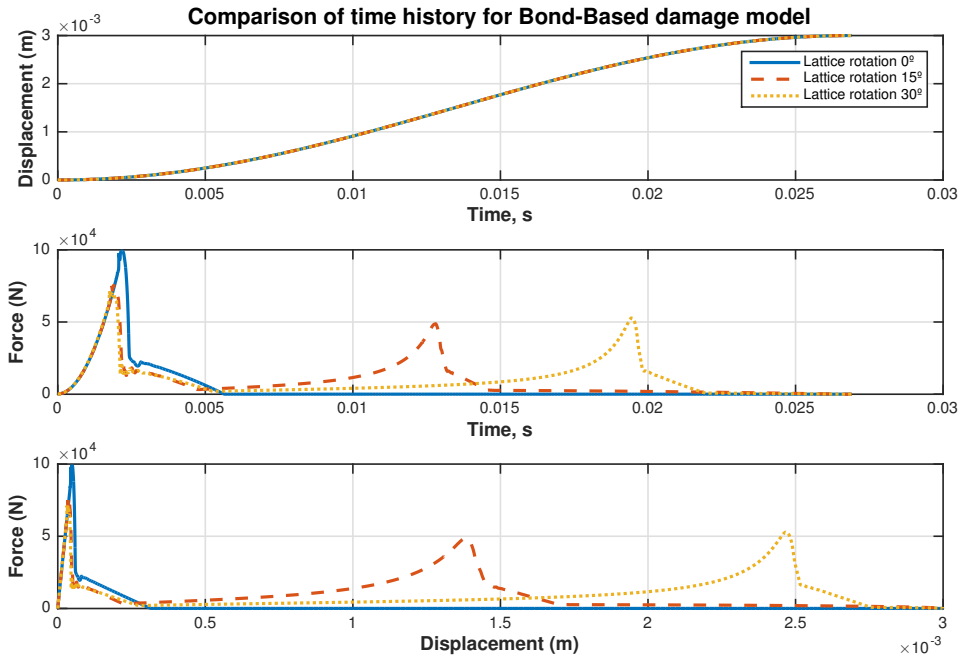 Comparison of time history for Bond-Based damage model
×10⁻³
Displacement (m)
3
2
1
0
Lattice rotation 0º
Lattice rotation 15º
Lattice rotation 30º
0 0.005 0.01 0.015 0.02 0.025 0.03
Time, s
×10⁴
Force (N)
10
5
0
0 0.005 0.01 0.015 0.02 0.025 0.03
Time, s
×10⁴
Force (N)
10
5
0
0 0.5 1 1.5 2 2.5 3
Displacement (m)
×10⁻³